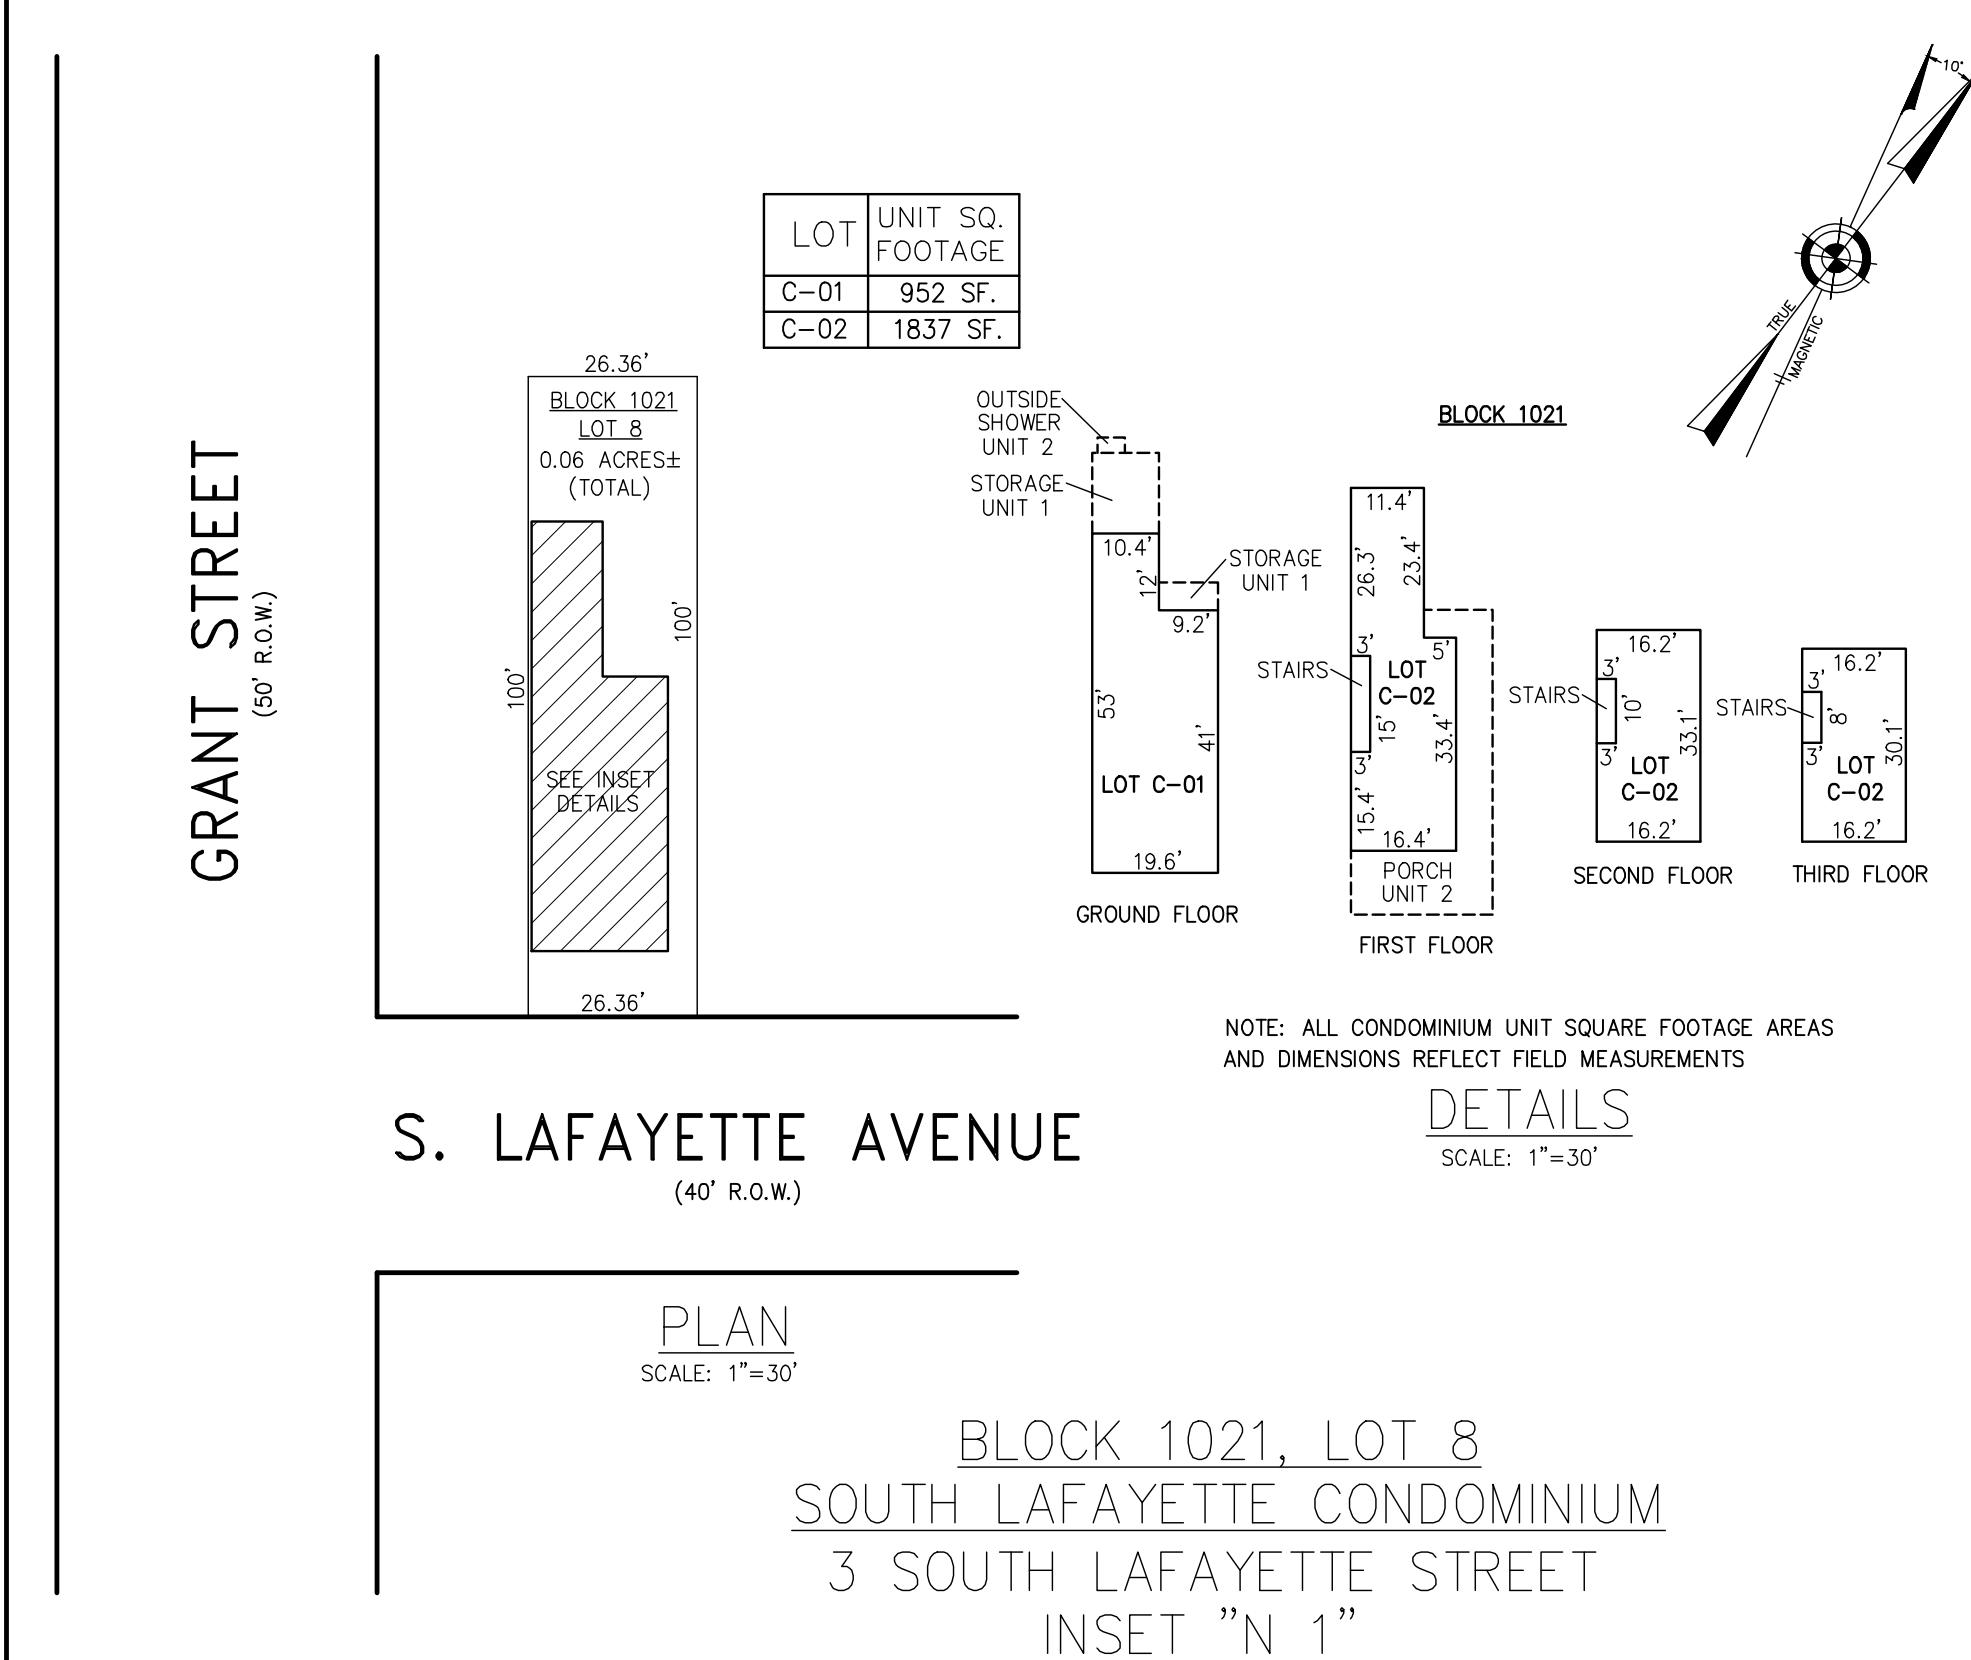 10°
TRUE
MAGNETIC
LOT
UNIT SQ.
FOOTAGE
C-01
952 SF.
C-02
1837 SF.
GRANT STREET
(50' R.O.W.)
26.36'
BLOCK 1021
LOT 8
0.06 ACRES±
(TOTAL)
100'
100'
SEE INSET
DETAILS
26.36'
BLOCK 1021
OUTSIDE
SHOWER
UNIT 2
STORAGE
UNIT 1
10.4'
12'
STORAGE
UNIT 1
9.2'
53'
41'
LOT C-01
19.6'
GROUND FLOOR
11.4'
26.3'
23.4'
3'
5'
STAIRS
LOT
C-02
15'
33.4'
3'
15.4'
16.4'
PORCH
UNIT 2
FIRST FLOOR
16.2'
3'
STAIRS
10'
33.1'
3'
LOT
C-02
16.2'
SECOND FLOOR
16.2'
3'
STAIRS
8'
30.1'
3'
LOT
C-02
16.2'
THIRD FLOOR
NOTE: ALL CONDOMINIUM UNIT SQUARE FOOTAGE AREAS
AND DIMENSIONS REFLECT FIELD MEASUREMENTS
DETAILS
SCALE: 1"=30'
S. LAFAYETTE AVENUE
(40' R.O.W.)
PLAN
SCALE: 1"=30'
BLOCK 1021, LOT 8
SOUTH LAFAYETTE CONDOMINIUM
3 SOUTH LAFAYETTE STREET
INSET "N 1"